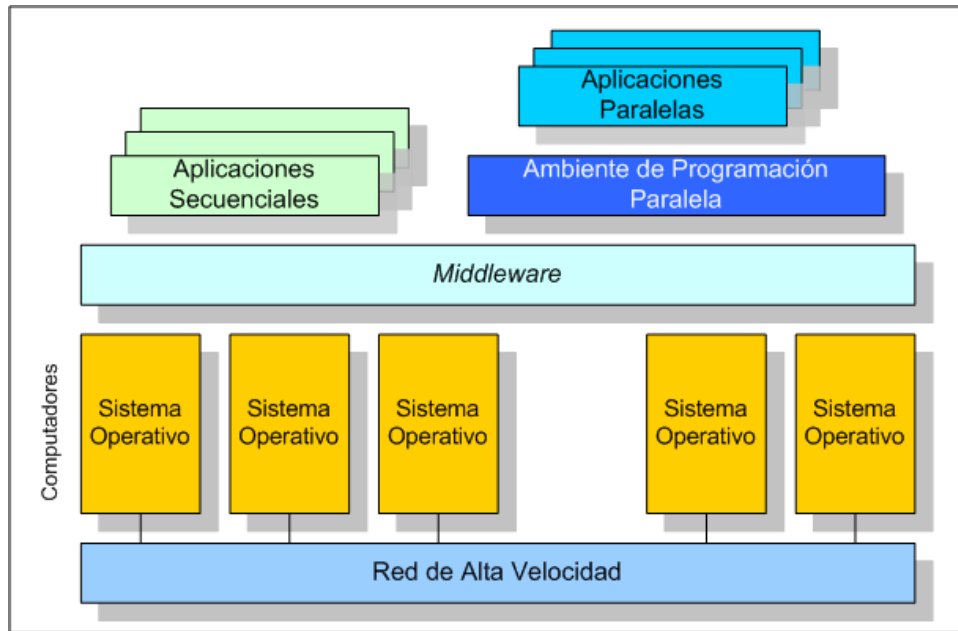 Aplicaciones
Paralelas
Aplicaciones
Secuenciales
Ambiente de Programación
Paralela
Middleware
Computadores
Sistema
Operativo
Sistema
Operativo
Sistema
Operativo
Sistema
Operativo
Sistema
Operativo
Red de Alta Velocidad